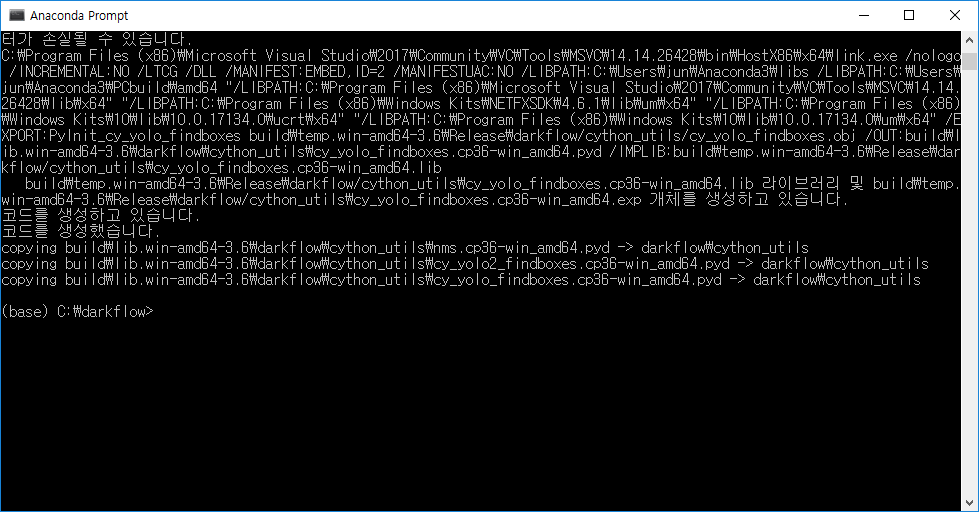 Anaconda Prompt
터가 손실될 수 있습니다.
C:₩Program Files (x86)₩Microsoft Visual Studio₩2017₩Community₩VC₩Tools₩MSVC₩14.14.26428₩bin₩HostX86₩x64₩link.exe /nologo
/INCREMENTAL:NO /LTCG /DLL /MANIFEST:EMBED,ID=2 /MANIFESTUAC:NO /LIBPATH:C:₩Users₩jun₩Anaconda3₩libs /LIBPATH:C:₩Users₩
jun₩Anaconda3₩PCbuild₩amd64 "/LIBPATH:C:₩Program Files (x86)₩Microsoft Visual Studio₩2017₩Community₩VC₩Tools₩MSVC₩14.14.
26428₩lib₩x64" "/LIBPATH:C:₩Program Files (x86)₩Windows Kits₩NETFXSDK₩4.6.1₩lib₩um₩x64" "/LIBPATH:C:₩Program Files (x86)
₩Windows Kits₩10₩lib₩10.0.17134.0₩ucrt₩x64" "/LIBPATH:C:₩Program Files (x86)₩Windows Kits₩10₩lib₩10.0.17134.0₩um₩x64" /E
XPORT:PyInit_cy_yolo_findboxes build₩temp.win-amd64-3.6₩Release₩darkflow/cython_utils/cy_yolo_findboxes.obj /OUT:build₩l
ib.win-amd64-3.6₩darkflow₩cython_utils₩cy_yolo_findboxes.cp36-win_amd64.pyd /IMPLIB:build₩temp.win-amd64-3.6₩Release₩dar
kflow/cython_utils₩cy_yolo_findboxes.cp36-win_amd64.lib
build₩temp.win-amd64-3.6₩Release₩darkflow/cython_utils₩cy_yolo_findboxes.cp36-win_amd64.lib 라이브러리 및 build₩temp.
win-amd64-3.6₩Release₩darkflow/cython_utils₩cy_yolo_findboxes.cp36-win_amd64.exp 개체를 생성하고 있습니다.
코드를 생성하고 있습니다.
코드를 생성했습니다.
copying build₩lib.win-amd64-3.6₩darkflow₩cython_utils₩nms.cp36-win_amd64.pyd -> darkflow₩cython_utils
copying build₩lib.win-amd64-3.6₩darkflow₩cython_utils₩cy_yolo2_findboxes.cp36-win_amd64.pyd -> darkflow₩cython_utils
copying build₩lib.win-amd64-3.6₩darkflow₩cython_utils₩cy_yolo_findboxes.cp36-win_amd64.pyd -> darkflow₩cython_utils
(base) C:₩darkflow>